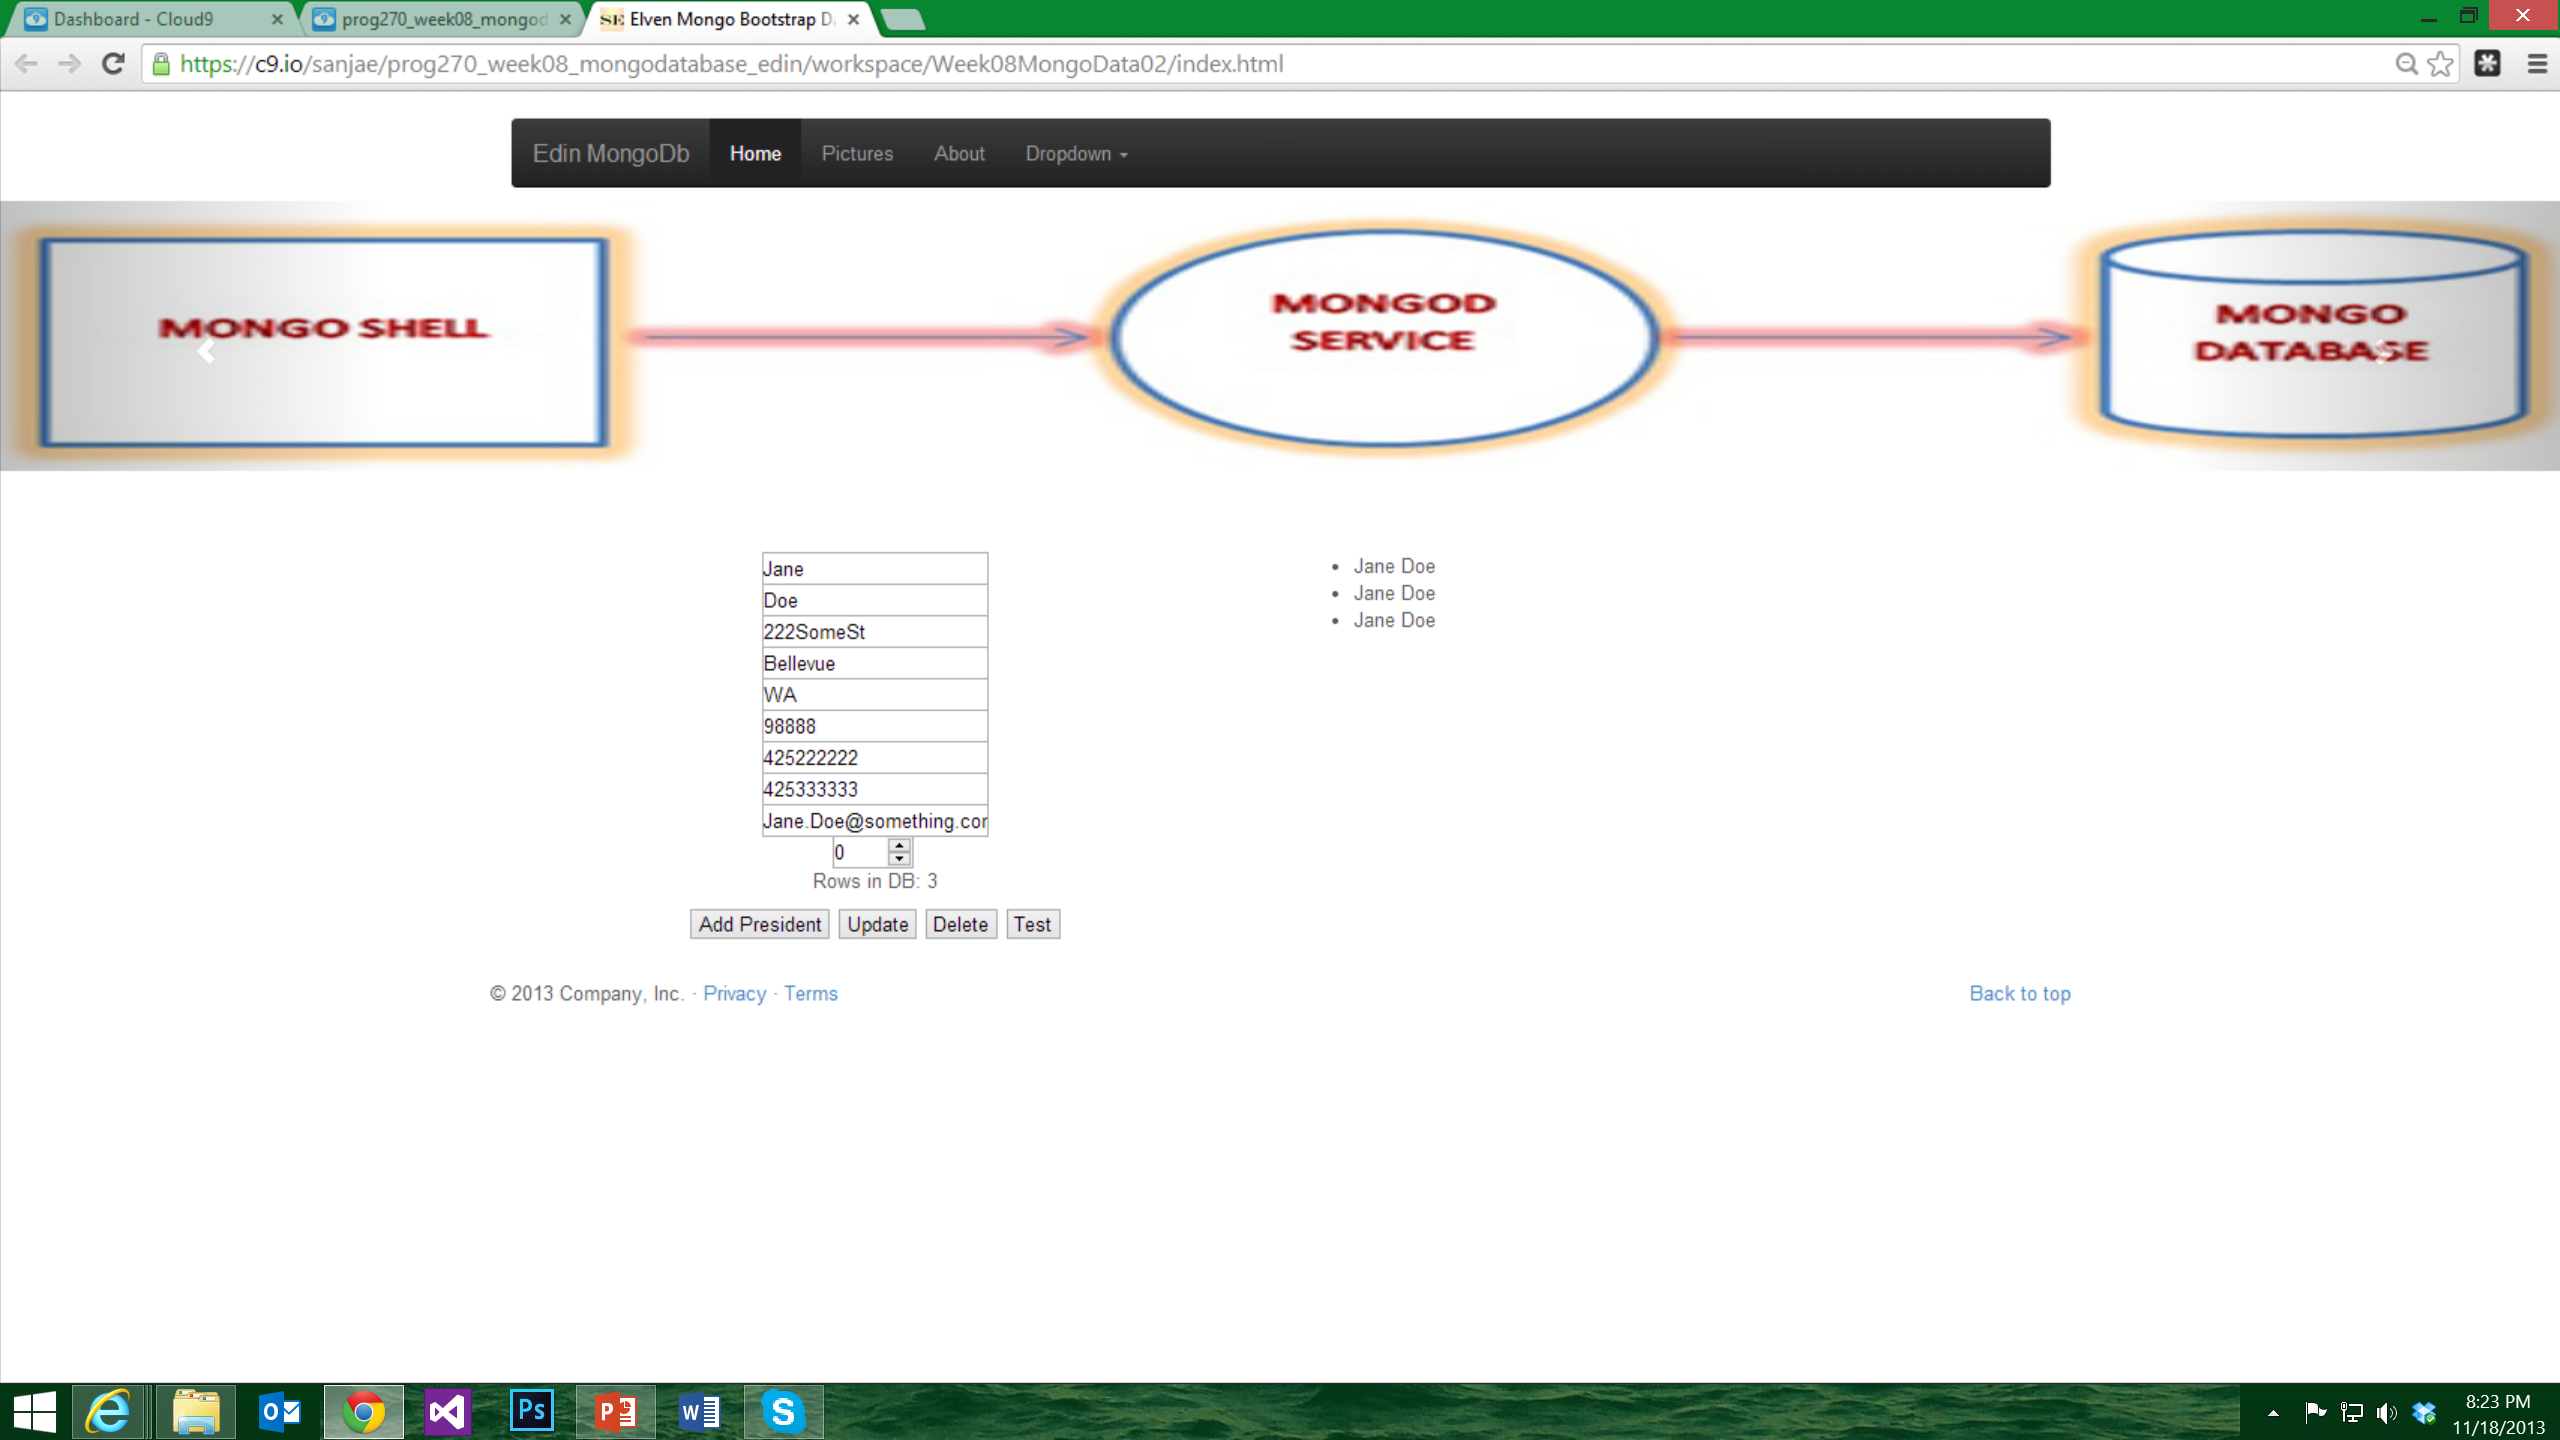 Dashboard - Cloud9
prog270_week08_mongod
SE Elven Mongo Bootstrap Da
https://c9.io/sanjae/prog270_week08_mongodatabase_edin/workspace/Week08MongoData02/index.html
Edin MongoDb Home Pictures About Dropdown
MONGO SHELL
MONGOD
SERVICE
MONGO
DATABASE
Jane
Doe
222SomeSt
Bellevue
WA
98888
425222222
425333333
Jane.Doe@something.cor
0
Rows in DB: 3
Add President Update Delete Test
Jane Doe
Jane Doe
Jane Doe
© 2013 Company, Inc. · Privacy · Terms
Back to top
Ps
8:23 PM
11/18/2013